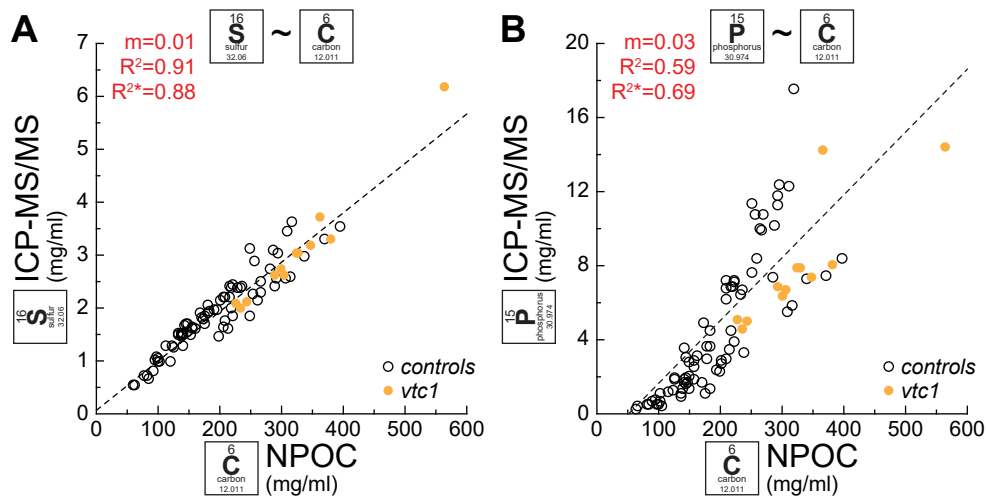 A
16
S
sulfur
32.06
~
6
C
carbon
12.011
m=0.01
R²=0.91
R²*=0.88
ICP-MS/MS
(mg/ml)
16
S
sulfur
32.06
7
6
5
4
3
2
1
0
0 100 200 300 400 500 600
controls
vtc1
6
C
carbon
12.011
NPOC
(mg/ml)
B
15
P
phosphorus
30.974
~
6
C
carbon
12.011
m=0.03
R²=0.59
R²*=0.69
ICP-MS/MS
(mg/ml)
15
P
phosphorus
30.974
20
16
12
8
4
0
0 100 200 300 400 500 600
controls
vtc1
6
C
carbon
12.011
NPOC
(mg/ml)